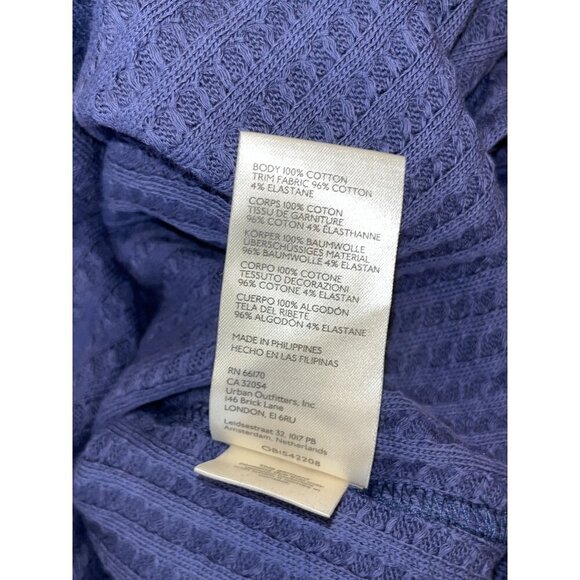 BODY 100% COTTON
TRIM FABRIC 96% COTTON
4% ELASTANE
CORPS 100% COTON
TISSU DE GARNITURE
96% COTON 4% ELASTHANNE
KÖRPER 100% BAUMWOLLE
ÜBERSCHÜSSIGES MATERIAL
96% BAUMWOLLE 4% ELASTAN
CORPO 100% COTONE
TESSUTO DECORAZIONI
96% COTONE 4% ELASTAN
CUERPO 100% ALGODÓN
TELA DEL RIBETE
96% ALGODÓN 4% ELASTANE
MADE IN PHILIPPINES
HECHO EN LAS FILIPINAS
RN 66170
CA 32054
Urban Outfitters, Inc.
146 Brick Lane
LONDON, E1 6RU
Leidsestraat 32, 1017 PB
Amsterdam, Netherlands
OBIS42208